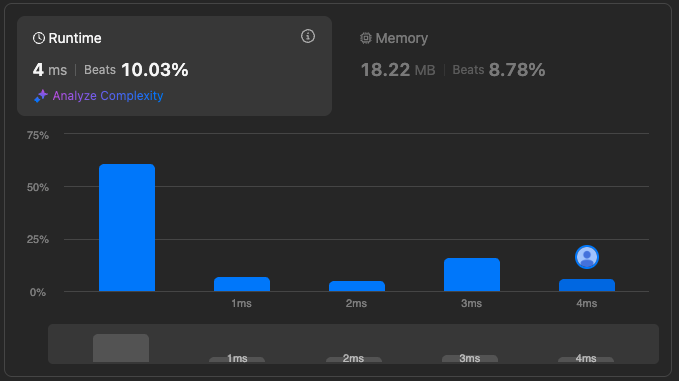 Runtime
4 ms | Beats 10.03%
Analyze Complexity
Memory
18.22 MB | Beats 8.78%
75%
50%
25%
0%
1ms 2ms 3ms 4ms
1ms 2ms 3ms 4ms